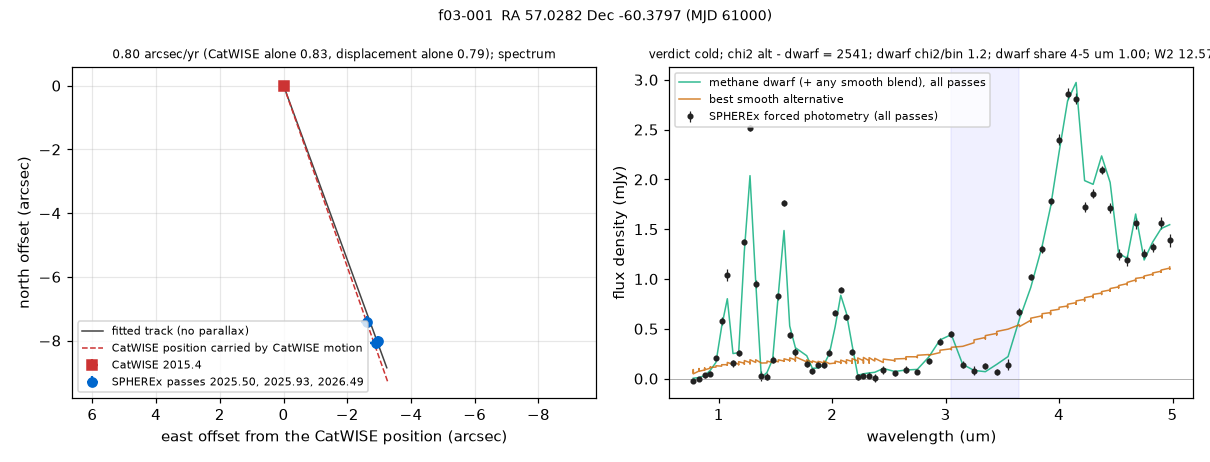 f03-001 RA 57.0282 Dec -60.3797 (MJD 61000)
0.80 arcsec/yr (CatWISE alone 0.83, displacement alone 0.79); spectrum
north offset (arcsec)
0
−2
−4
−6
−8
fitted track (no parallax)
CatWISE position carried by CatWISE motion
CatWISE 2015.4
SPHEREx passes 2025.50, 2025.93, 2026.49
6
4
2
0
−2
−4
−6
−8
east offset from the CatWISE position (arcsec)
verdict cold; chi2 alt - dwarf = 2541; dwarf chi2/bin 1.2; dwarf share 4-5 um 1.00; W2 12.57
flux density (mJy)
3.0
2.5
2.0
1.5
1.0
0.5
0.0
methane dwarf (+ any smooth blend), all passes
best smooth alternative
SPHEREx forced photometry (all passes)
1
2
3
4
5
wavelength (um)